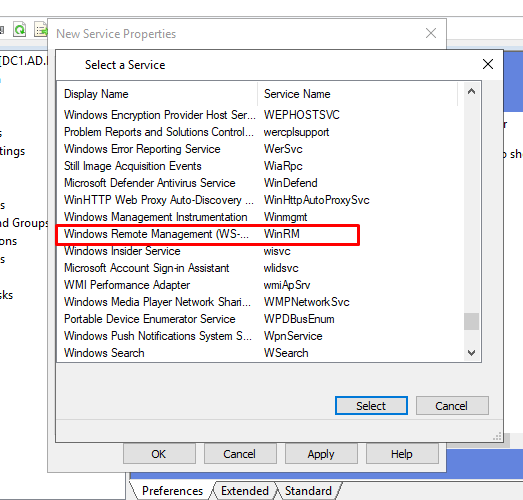 New Service Properties
[DC1.AD.
Select a Service
Display Name Service Name
Windows Encryption Provider Host Ser... WEPHOSTSVC
Problem Reports and Solutions Control... wercplsupport
Windows Error Reporting Service WerSvc
Still Image Acquisition Events WiaRpc
Microsoft Defender Antivirus Service WinDefend
WinHTTP Web Proxy Auto-Discovery ... WinHttpAutoProxySvc
Windows Management Instrumentation Winmgmt
Windows Remote Management (WS-... WinRM
Windows Insider Service wisvc
Microsoft Account Sign-in Assistant wlidsvc
WMI Performance Adapter wmiApSrv
Windows Media Player Network Shari... WMPNetworkSvc
Portable Device Enumerator Service WPDBusEnum
Windows Push Notifications System S... WpnService
Windows Search WSearch
tings
nd Groups
ons
sks
Select Cancel
OK Cancel Apply Help
Preferences Extended Standard